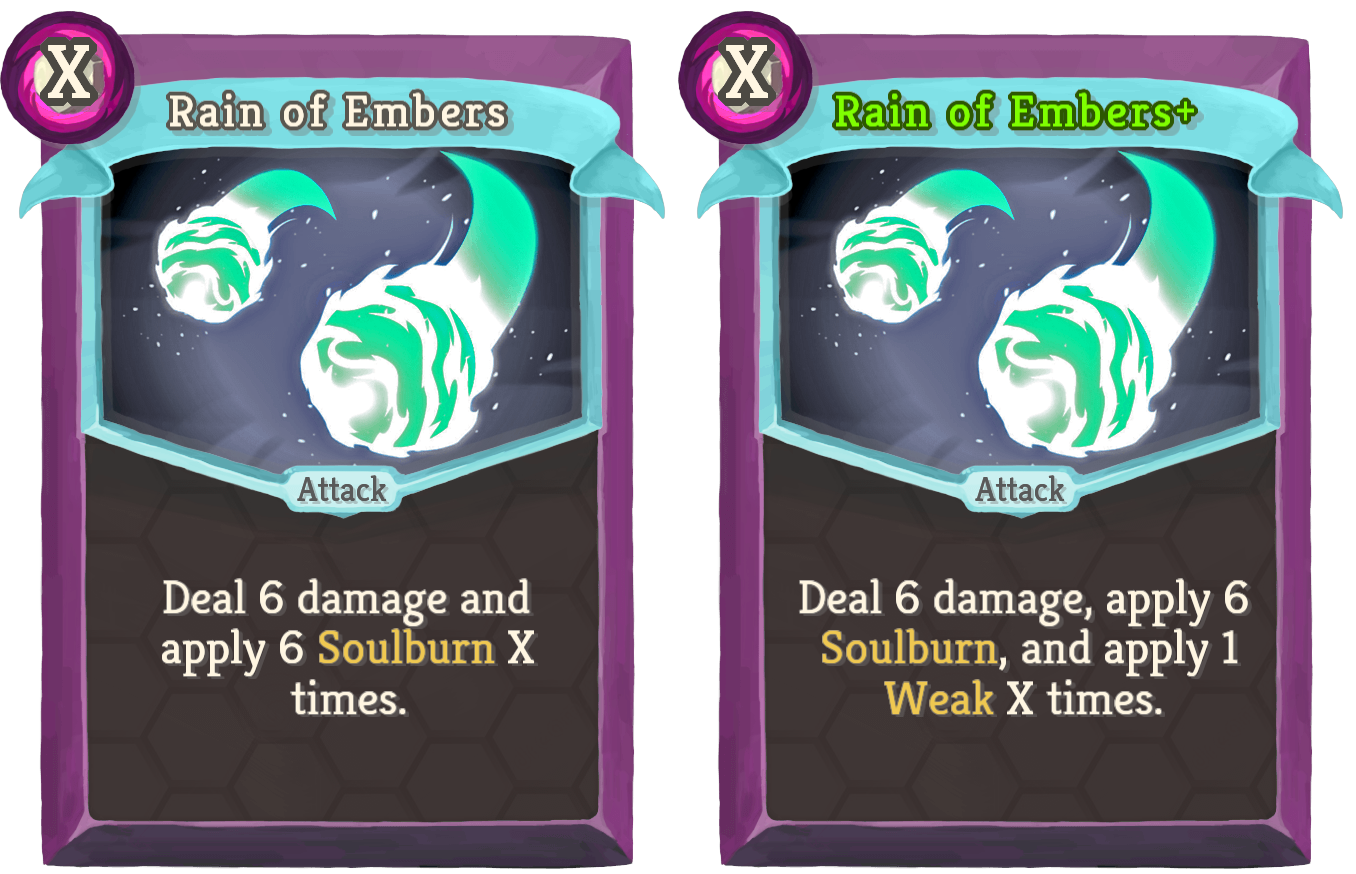 X
Rain of Embers
Attack
Deal 6 damage and
apply 6 Soulburn X
times.
X
Rain of Embers+
Attack
Deal 6 damage, apply 6
Soulburn, and apply 1
Weak X times.